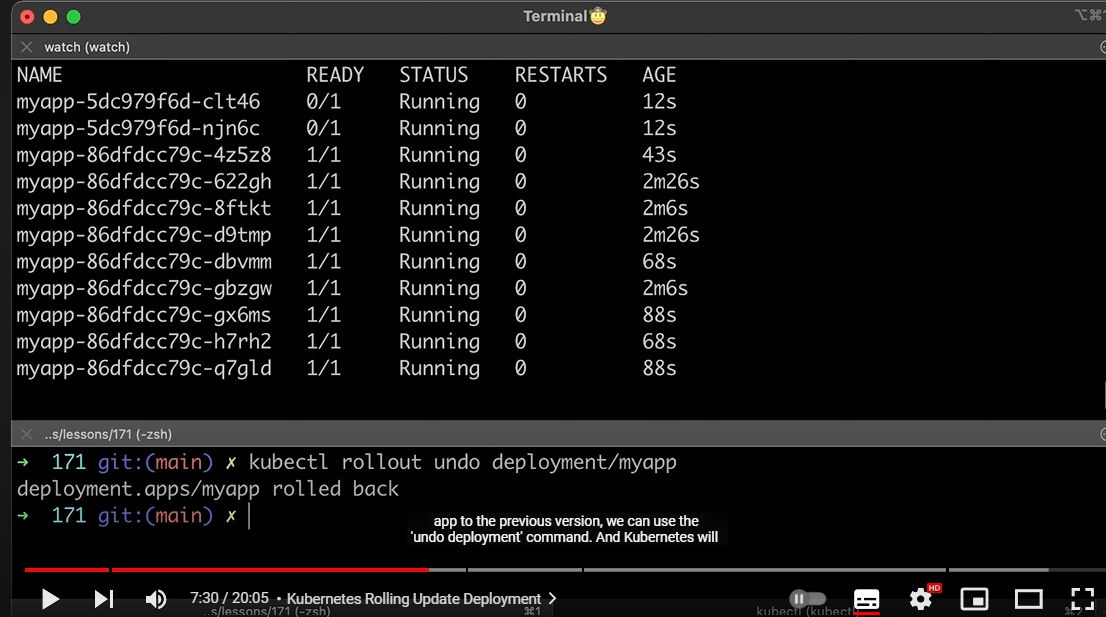 Terminal🤠
watch (watch)
NAME READY STATUS RESTARTS AGE
myapp-5dc979f6d-clt46 0/1 Running 0 12s
myapp-5dc979f6d-njn6c 0/1 Running 0 12s
myapp-86dfdcc79c-4z5z8 1/1 Running 0 43s
myapp-86dfdcc79c-622gh 1/1 Running 0 2m26s
myapp-86dfdcc79c-8ftkt 1/1 Running 0 2m6s
myapp-86dfdcc79c-d9tmp 1/1 Running 0 2m26s
myapp-86dfdcc79c-dbvmm 1/1 Running 0 68s
myapp-86dfdcc79c-gbzgw 1/1 Running 0 2m6s
myapp-86dfdcc79c-gx6ms 1/1 Running 0 88s
myapp-86dfdcc79c-h7rh2 1/1 Running 0 68s
myapp-86dfdcc79c-q7gld 1/1 Running 0 88s
..s/lessons/171 (-zsh)
→ 171 git:(main) ✗ kubectl rollout undo deployment/myapp
deployment.apps/myapp rolled back
→ 171 git:(main) ✗
app to the previous version, we can use the
'undo deployment' command. And Kubernetes will
7:30 / 20:05 • Kubernetes Rolling Update Deployment
HD
..s/lessons/171 (-zsh) ⌘1 kubectl (kubectl)